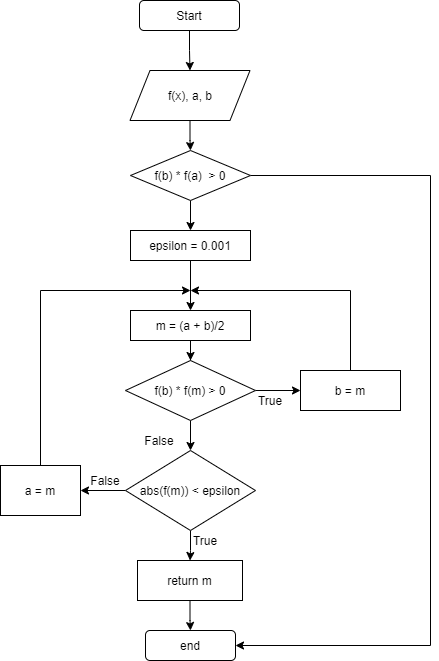 Start
f(x), a, b
f(b) * f(a)  > 0
epsilon = 0.001
m = (a + b)/2
f(b) * f(m) > 0
True
b = m
False
abs(f(m)) < epsilon
False
a = m
True
return m
end